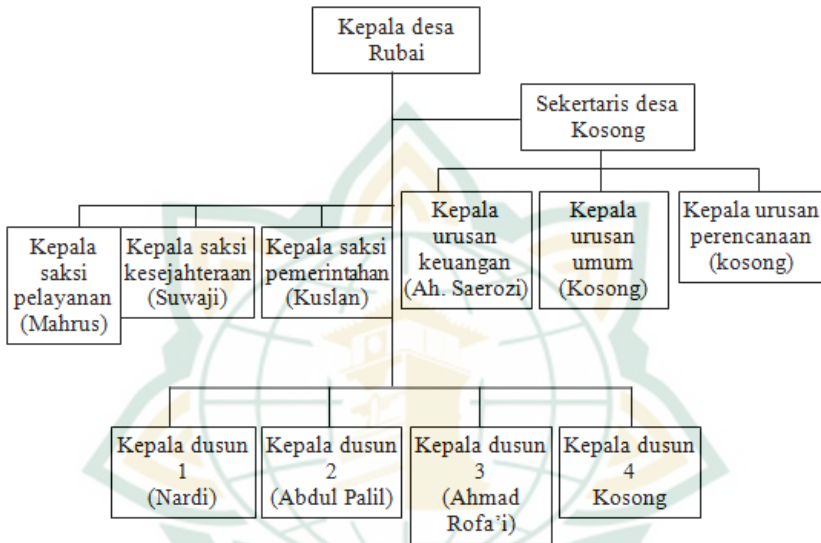 Kepala desa
Rubai
Sekertaris desa
Kosong
Kepala
saksi
pelayanan
(Mahrus)
Kepala saksi
kesejahteraan
(Suwaji)
Kepala saksi
pemerintahan
(Kuslan)
Kepala
urusan
keuangan
(Ah. Saerozi)
Kepala
urusan
umum
(Kosong)
Kepala urusan
perencanaan
(kosong)
Kepala dusun
1
(Nardi)
Kepala dusun
2
(Abdul Palil)
Kepala dusun
3
(Ahmad
Rofa’i)
Kepala dusun
4
Kosong